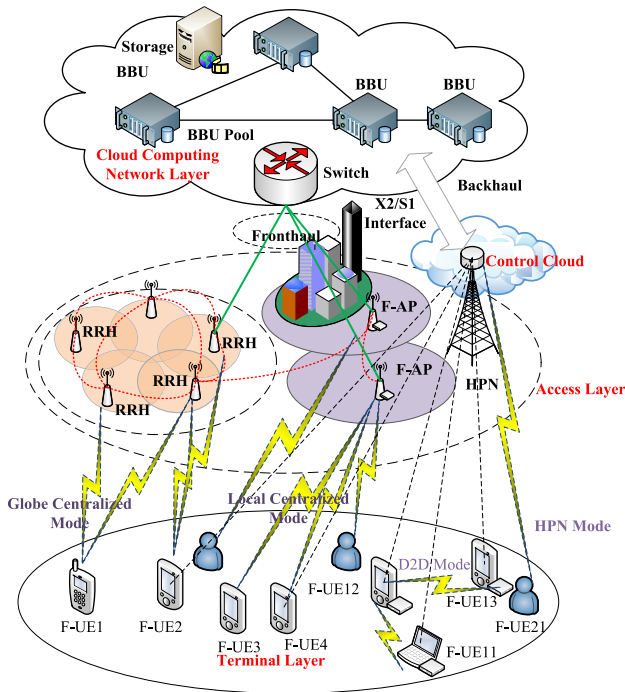 Storage
BBU
BBU
BBU
BBU Pool
Cloud Computing
Network Layer
Switch
Backhaul
X2/S1
Interface
Fronthaul
Control Cloud
F-AP
RRH
RRH
RRH
F-AP
HPN
RRH
Access Layer
Globe Centralized
Mode
Local Centralized
Mode
HPN Mode
D2D Mode
F-UE12
F-UE13
F-UE21
F-UE1
F-UE2
F-UE3
F-UE4
F-UE11
Terminal Layer